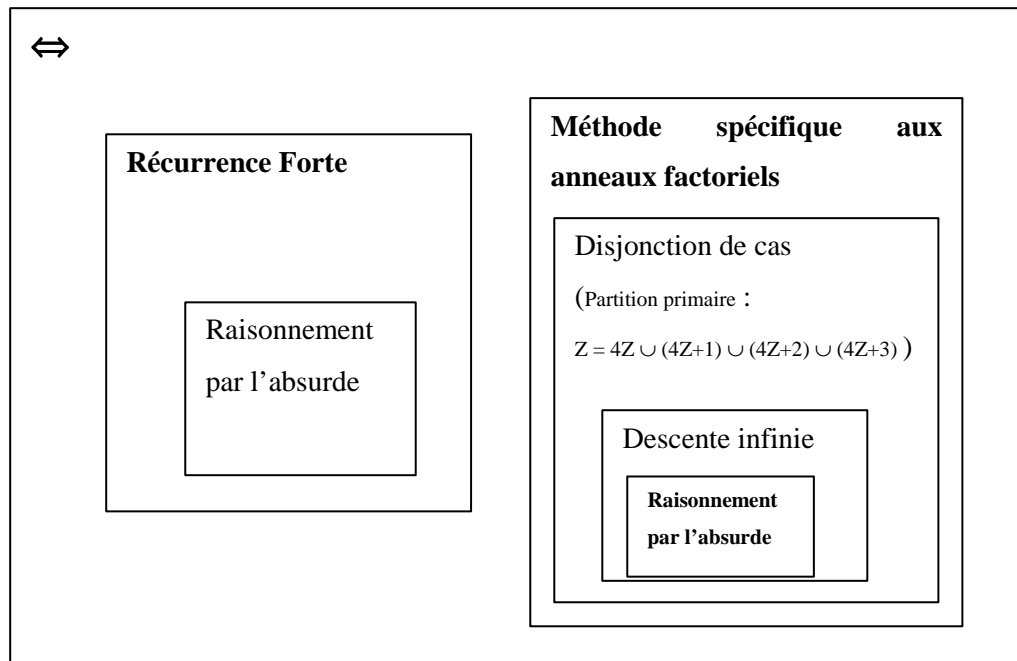 ⇔
Récurrence Forte
Raisonnement
par l’absurde
Méthode spécifique aux
anneaux factoriels
Disjonction de cas
(Partition primaire :
Z = 4Z ∪ (4Z+1) ∪ (4Z+2) ∪ (4Z+3) )
Descente infinie
Raisonnement
par l’absurde